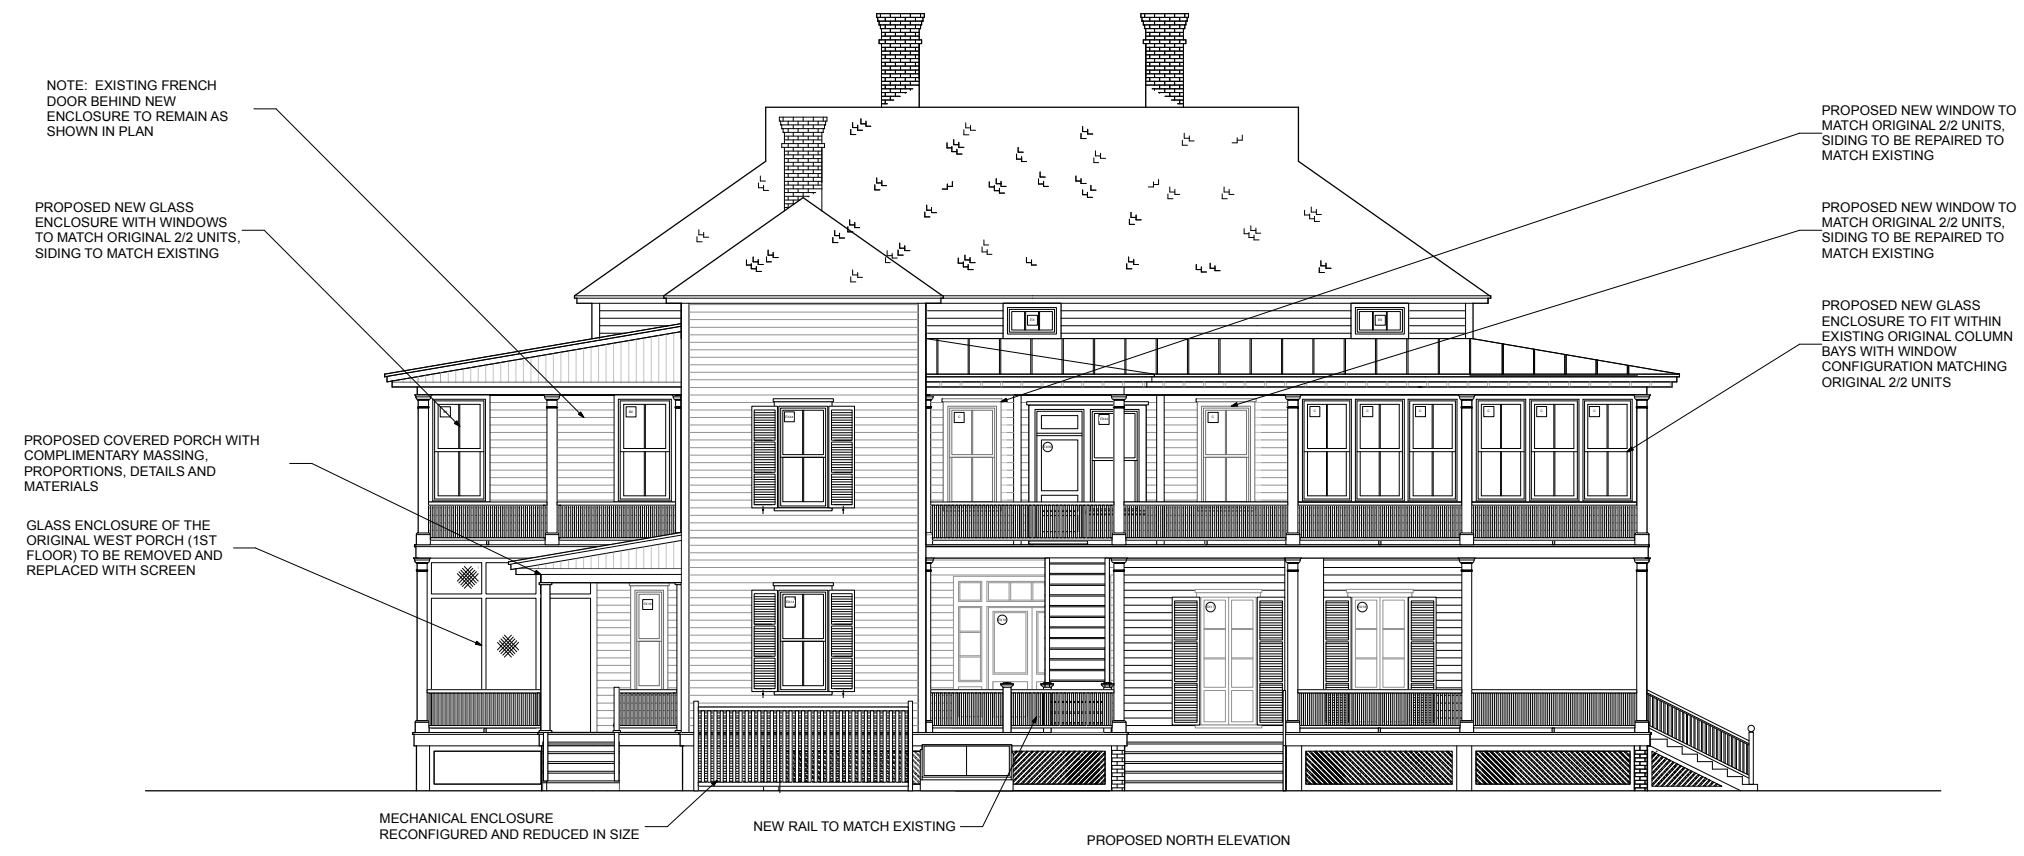 NOTE: EXISTING FRENCH
DOOR BEHIND NEW
ENCLOSURE TO REMAIN AS
SHOWN IN PLAN
PROPOSED NEW GLASS
ENCLOSURE WITH WINDOWS
TO MATCH ORIGINAL 2/2 UNITS,
SIDING TO MATCH EXISTING
PROPOSED COVERED PORCH WITH
COMPLIMENTARY MASSING,
PROPORTIONS, DETAILS AND
MATERIALS
GLASS ENCLOSURE OF THE
ORIGINAL WEST PORCH (1ST
FLOOR) TO BE REMOVED AND
REPLACED WITH SCREEN
PROPOSED NEW WINDOW TO
MATCH ORIGINAL 2/2 UNITS,
SIDING TO BE REPAIRED TO
MATCH EXISTING
PROPOSED NEW WINDOW TO
MATCH ORIGINAL 2/2 UNITS,
SIDING TO BE REPAIRED TO
MATCH EXISTING
PROPOSED NEW GLASS
ENCLOSURE TO FIT WITHIN
EXISTING ORIGINAL COLUMN
BAYS WITH WINDOW
CONFIGURATION MATCHING
ORIGINAL 2/2 UNITS
MECHANICAL ENCLOSURE
RECONFIGURED AND REDUCED IN SIZE
NEW RAIL TO MATCH EXISTING
PROPOSED NORTH ELEVATION